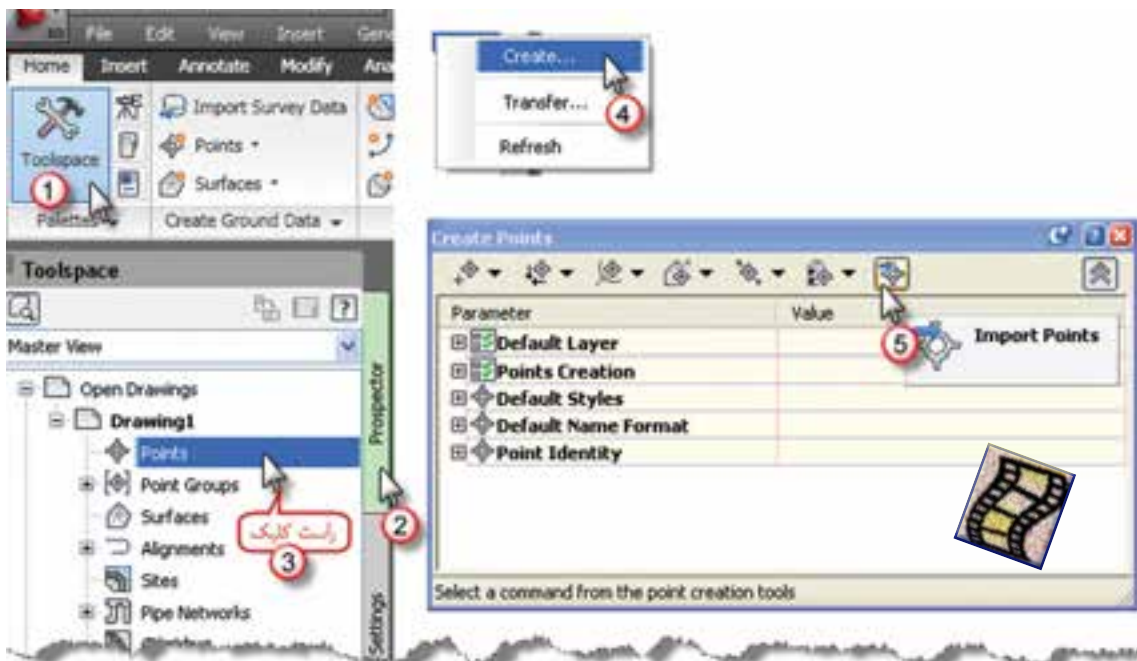 File Edit View Insert Gene
Home Insert Annotate Modify Ana
Toolspace
Import Survey Data
Points
Surfaces
1
Palettes
Create Ground Data
Toolspace
Master View
Open Drawings
Drawing1
Points
Point Groups
Surfaces
Alignments
Sites
Pipe Networks
راست کلیک
3
Prospector
2
Settings
Create...
Transfer...
Refresh
4
Create Points
Parameter Value
Default Layer
Points Creation
Default Styles
Default Name Format
Point Identity
5
Import Points
Select a command from the point creation tools